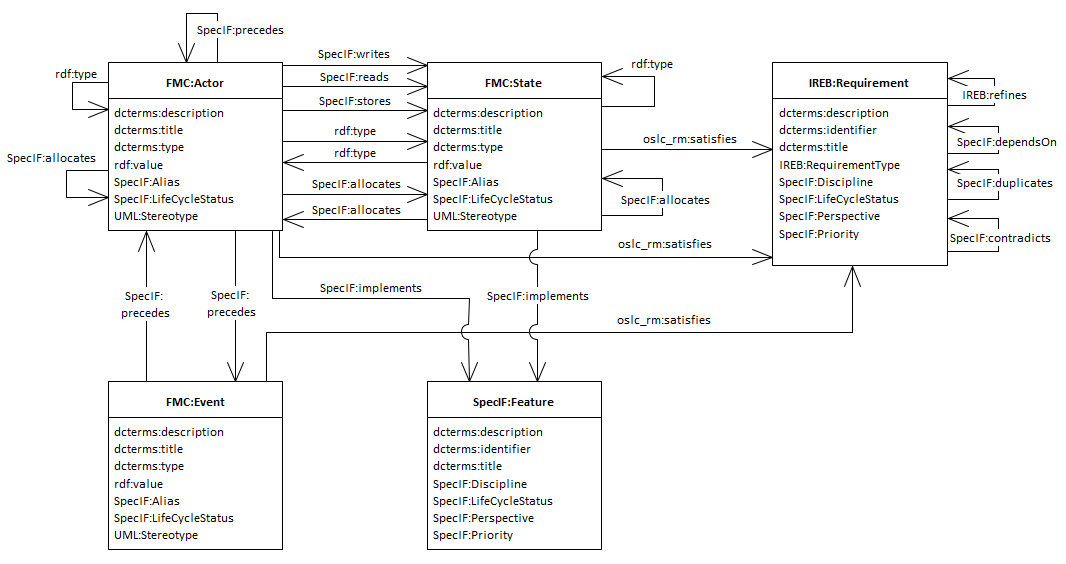 SpecIF:precedes
rdf:type
SpecIF:allocates
FMC:Actor
dcterms:description
dcterms:title
dcterms:type
rdf:value
SpecIF:Alias
SpecIF:LifeCycleStatus
UML:Stereotype
SpecIF:writes
SpecIF:reads
SpecIF:stores
rdf:type
rdf:type
SpecIF:allocates
SpecIF:allocates
FMC:State
dcterms:description
dcterms:title
dcterms:type
rdf:value
SpecIF:Alias
SpecIF:LifeCycleStatus
UML:Stereotype
rdf:type
oslc_rm:satisfies
SpecIF:allocates
oslc_rm:satisfies
IREB:Requirement
dcterms:description
dcterms:identifier
dcterms:title
IREB:RequirementType
SpecIF:Discipline
SpecIF:LifeCycleStatus
SpecIF:Perspective
SpecIF:Priority
IREB:refines
SpecIF:dependsOn
SpecIF:duplicates
SpecIF:contradicts
SpecIF:
precedes
SpecIF:
precedes
SpecIF:implements
SpecIF:implements
oslc_rm:satisfies
FMC:Event
dcterms:description
dcterms:title
dcterms:type
rdf:value
SpecIF:Alias
SpecIF:LifeCycleStatus
UML:Stereotype
SpecIF:Feature
dcterms:description
dcterms:identifier
dcterms:title
SpecIF:Discipline
SpecIF:LifeCycleStatus
SpecIF:Perspective
SpecIF:Priority